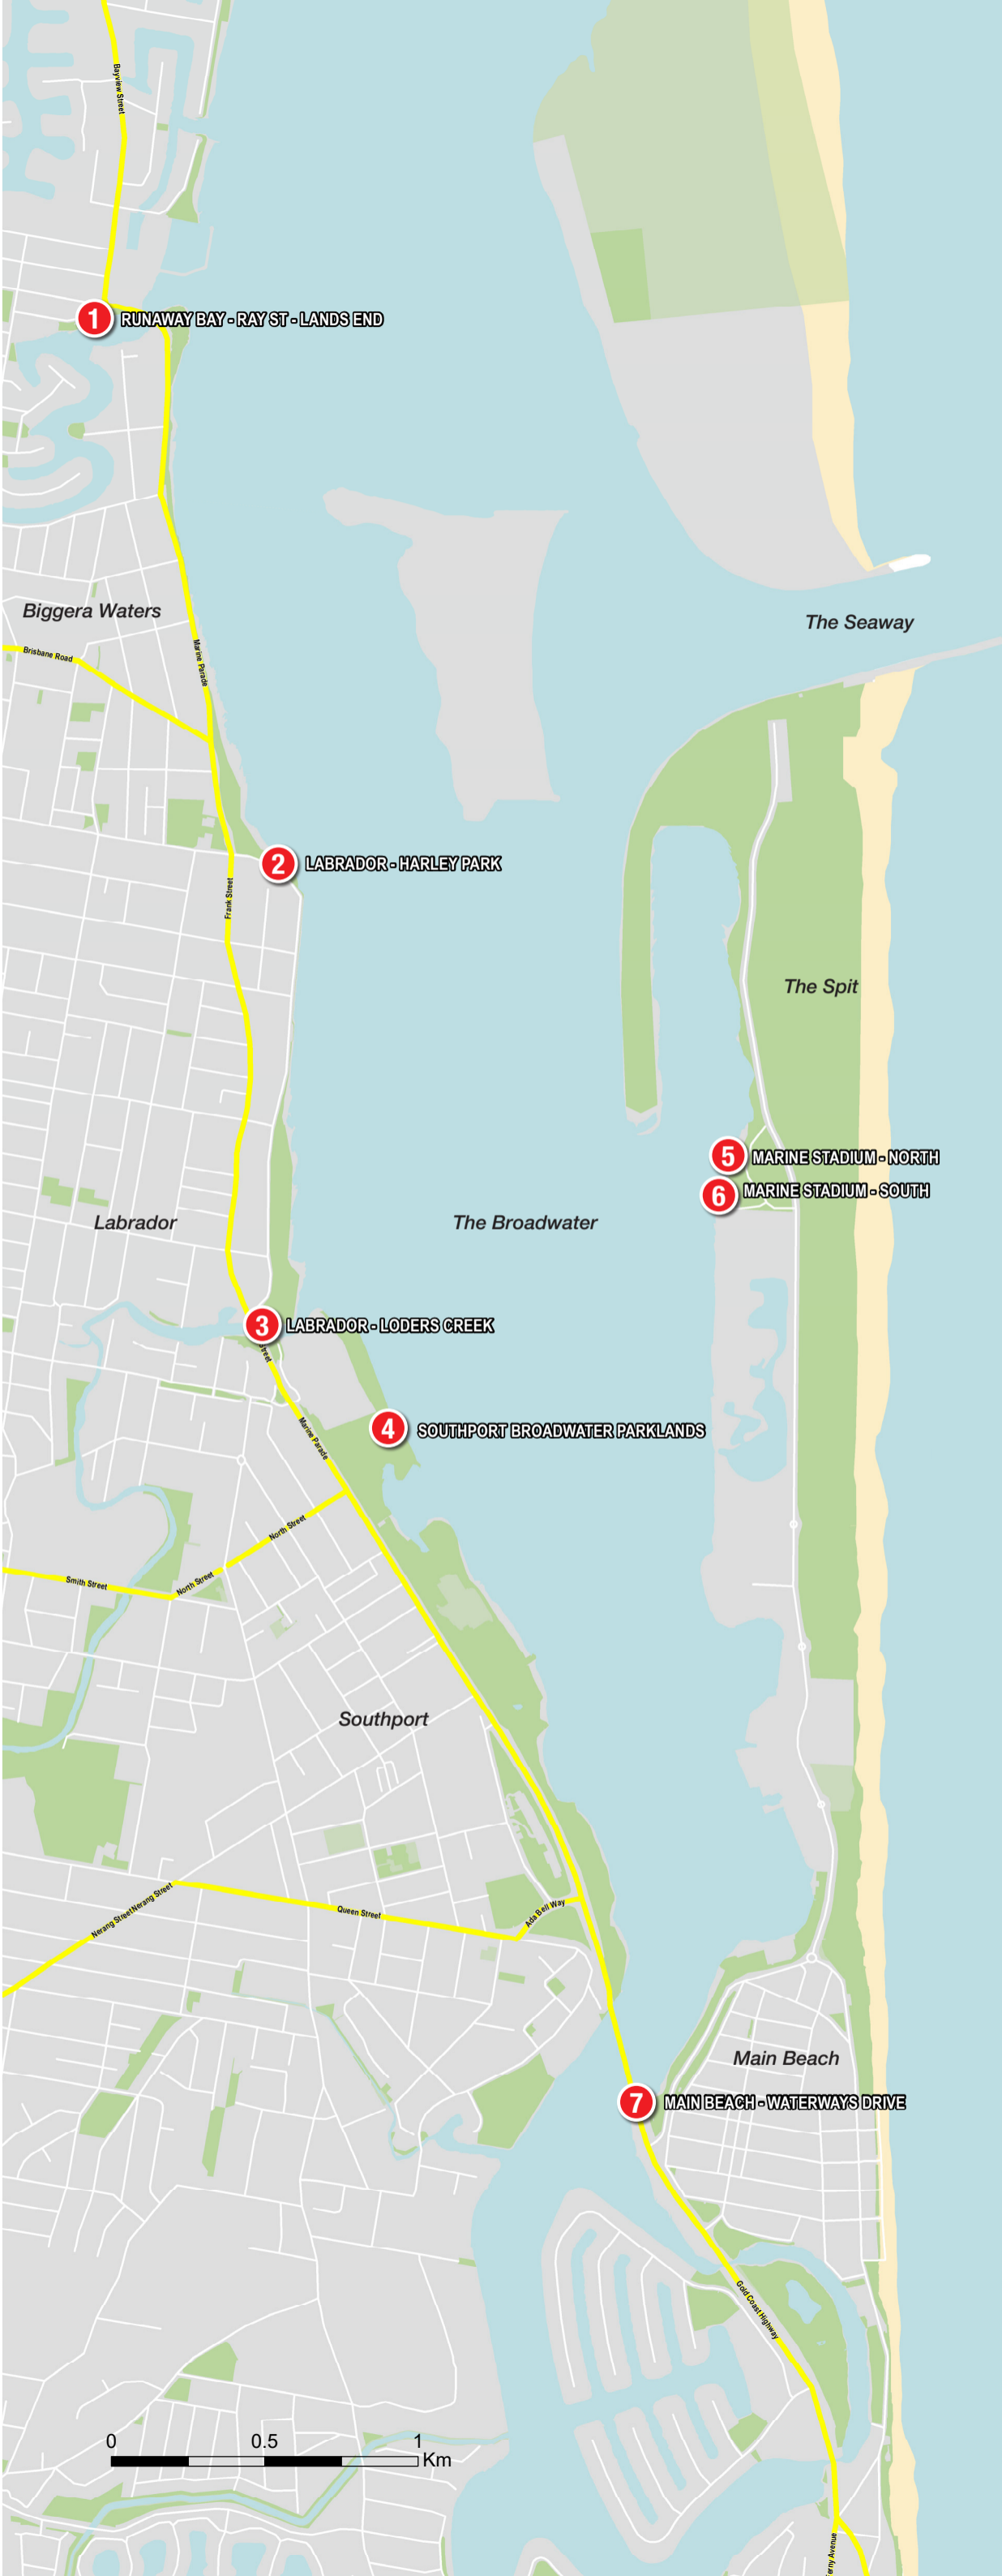 Bayview Street
1 RUNAWAY BAY - RAY ST - LANDS END
Biggera Waters
The Seaway
Brisbane Road
Marine Parade
2 LABRADOR - HARLEY PARK
Frank Street
The Spit
5 MARINE STADIUM - NORTH
6 MARINE STADIUM - SOUTH
Labrador
The Broadwater
3 LABRADOR - LODERS CREEK
4 SOUTHPORT BROADWATER PARKLANDS
Marine Parade
North Street
Smith Street
North Street
Southport
Nerang Street
Nerang Street
Queen Street
Ada Bell Way
Main Beach
7 MAIN BEACH - WATERWAYS DRIVE
Gold Coast Highway
0 0.5 1
Km
Avenue